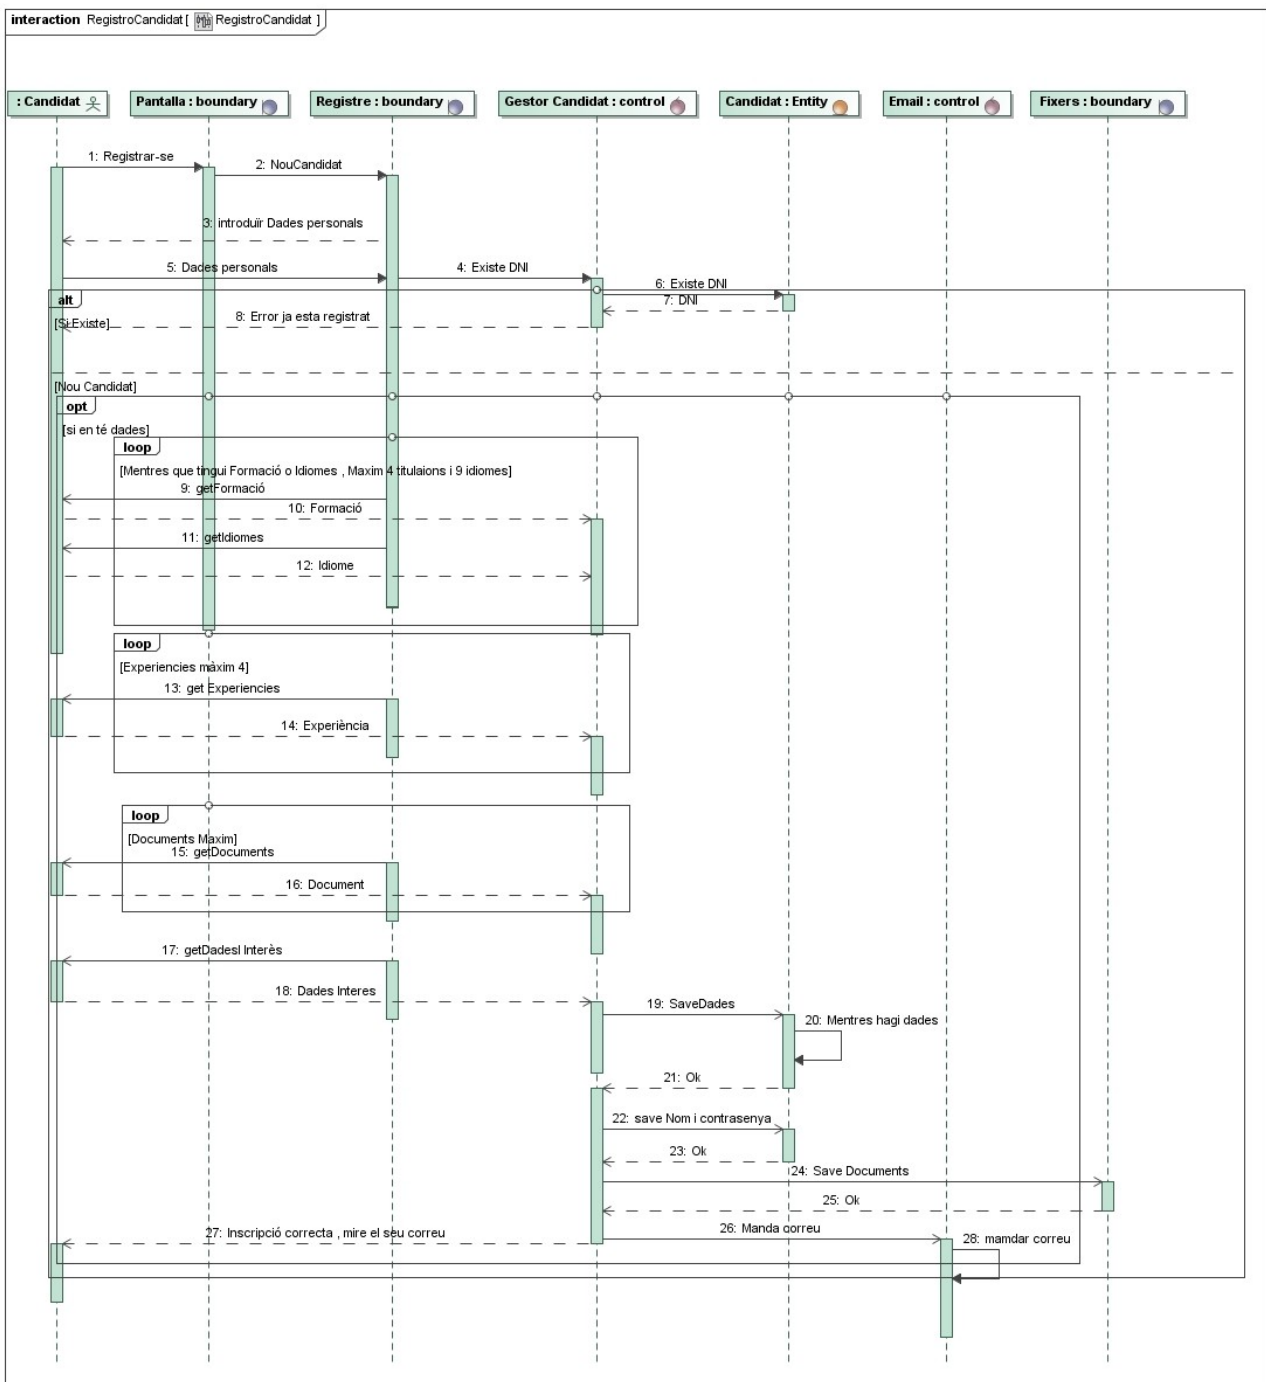 interaction RegistroCandidat[ RegistroCandidat ]
: Candidat
Pantalla : boundary
Registre : boundary
Gestor Candidat : control
Candidat : Entity
Email : control
Fixers : boundary
1: Registrar-se
2: NouCandidat
3: introduïr Dades personals
5: Dades personals
4: Existe DNI
6: Existe DNI
alt
7: DNI
[Si Existe]
8: Error ja esta registrat
[Nou Candidat]
opt
[si en té dades]
loop
[Mentres que tingui Formació o Idiomes , Maxim 4 titulaions i 9 idiomes]
9: getFormació
10: Formació
11: getIdiomes
12: Idiome
loop
[Experiencies màxim 4]
13: get Experiencies
14: Experiència
loop
[Documents Maxim]
15: getDocuments
16: Document
17: getDadesI Interès
18: Dades Interes
19: SaveDades
20: Mentres hagi dades
21: Ok
22: save Nom i contrasenya
23: Ok
24: Save Documents
25: Ok
27: Inscripció correcta , mire el seu correu
26: Manda correu
28: mamdar correu